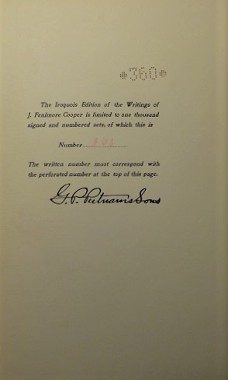 360
The Iroquois Edition of the Writings of
J. Fenimore Cooper is limited to one thousand
signed and numbered sets, of which this is
Number
The written number must correspond with
the perforated number at the top of this page.
G. P. Putnam's Sons